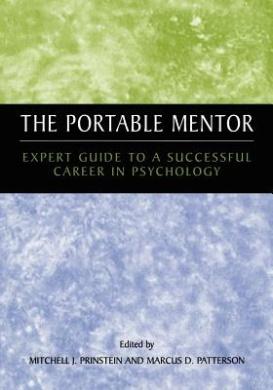 THE PORTABLE MENTOR
EXPERT GUIDE TO A SUCCESSFUL
CAREER IN PSYCHOLOGY
Edited by
MITCHELL J. PRINSTEIN AND MARCUS D. PATTERSON